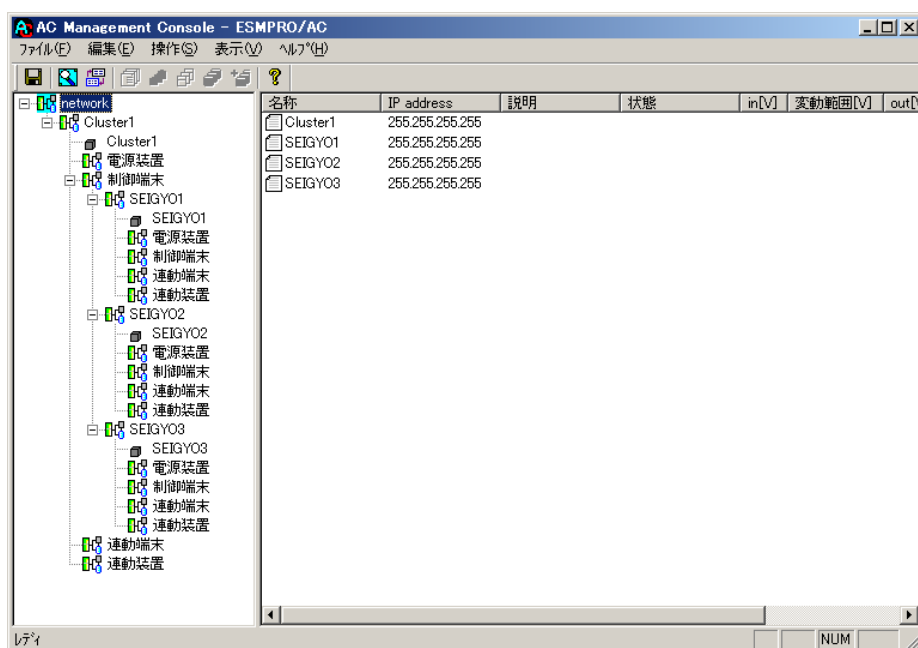 AC Management Console - ESMPRO/AC
ファイル(F) 編集(E) 操作(S) 表示(V) ヘルプ(H)
network
Cluster1
Cluster1
電源装置
制御端末
SEIGYO1
SEIGYO1
電源装置
制御端末
連動端末
連動装置
SEIGYO2
SEIGYO2
電源装置
制御端末
連動端末
連動装置
SEIGYO3
SEIGYO3
電源装置
制御端末
連動端末
連動装置
連動端末
連動装置
名称 IP address 説明 状態 in[V] 変動範囲[V] out[V
Cluster1 255.255.255.255
SEIGYO1 255.255.255.255
SEIGYO2 255.255.255.255
SEIGYO3 255.255.255.255
レディ NUM